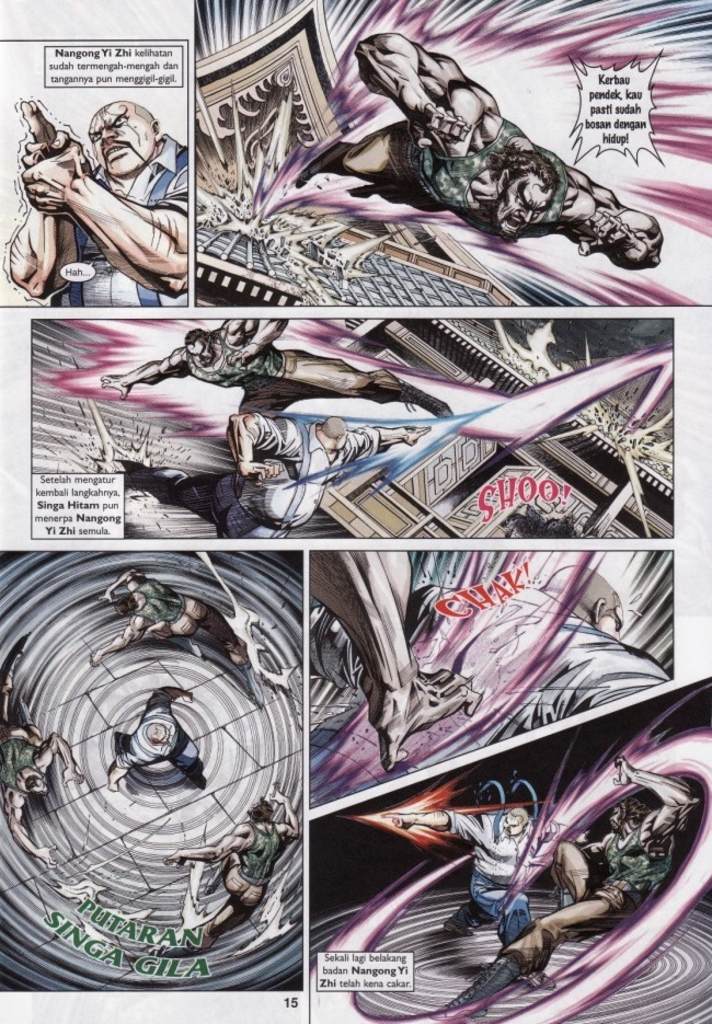 Nangong Yi Zhi kelihatan
sudah termengah-mengah dan
tangannya pun menggigil-gigil.
Hah...
Kerbau
pendek, kau
pasti sudah
bosan dengan
hidup!
Setelah mengatur
kembali langkahnya,
Singa Hitam pun
menerpa Nangong
Yi Zhi semula.
SHOO!
PUTARAN
SINGA GILA
CHAK!
Sekali lagi belakang
badan Nangong Yi
Zhi telah kena cakar.
15